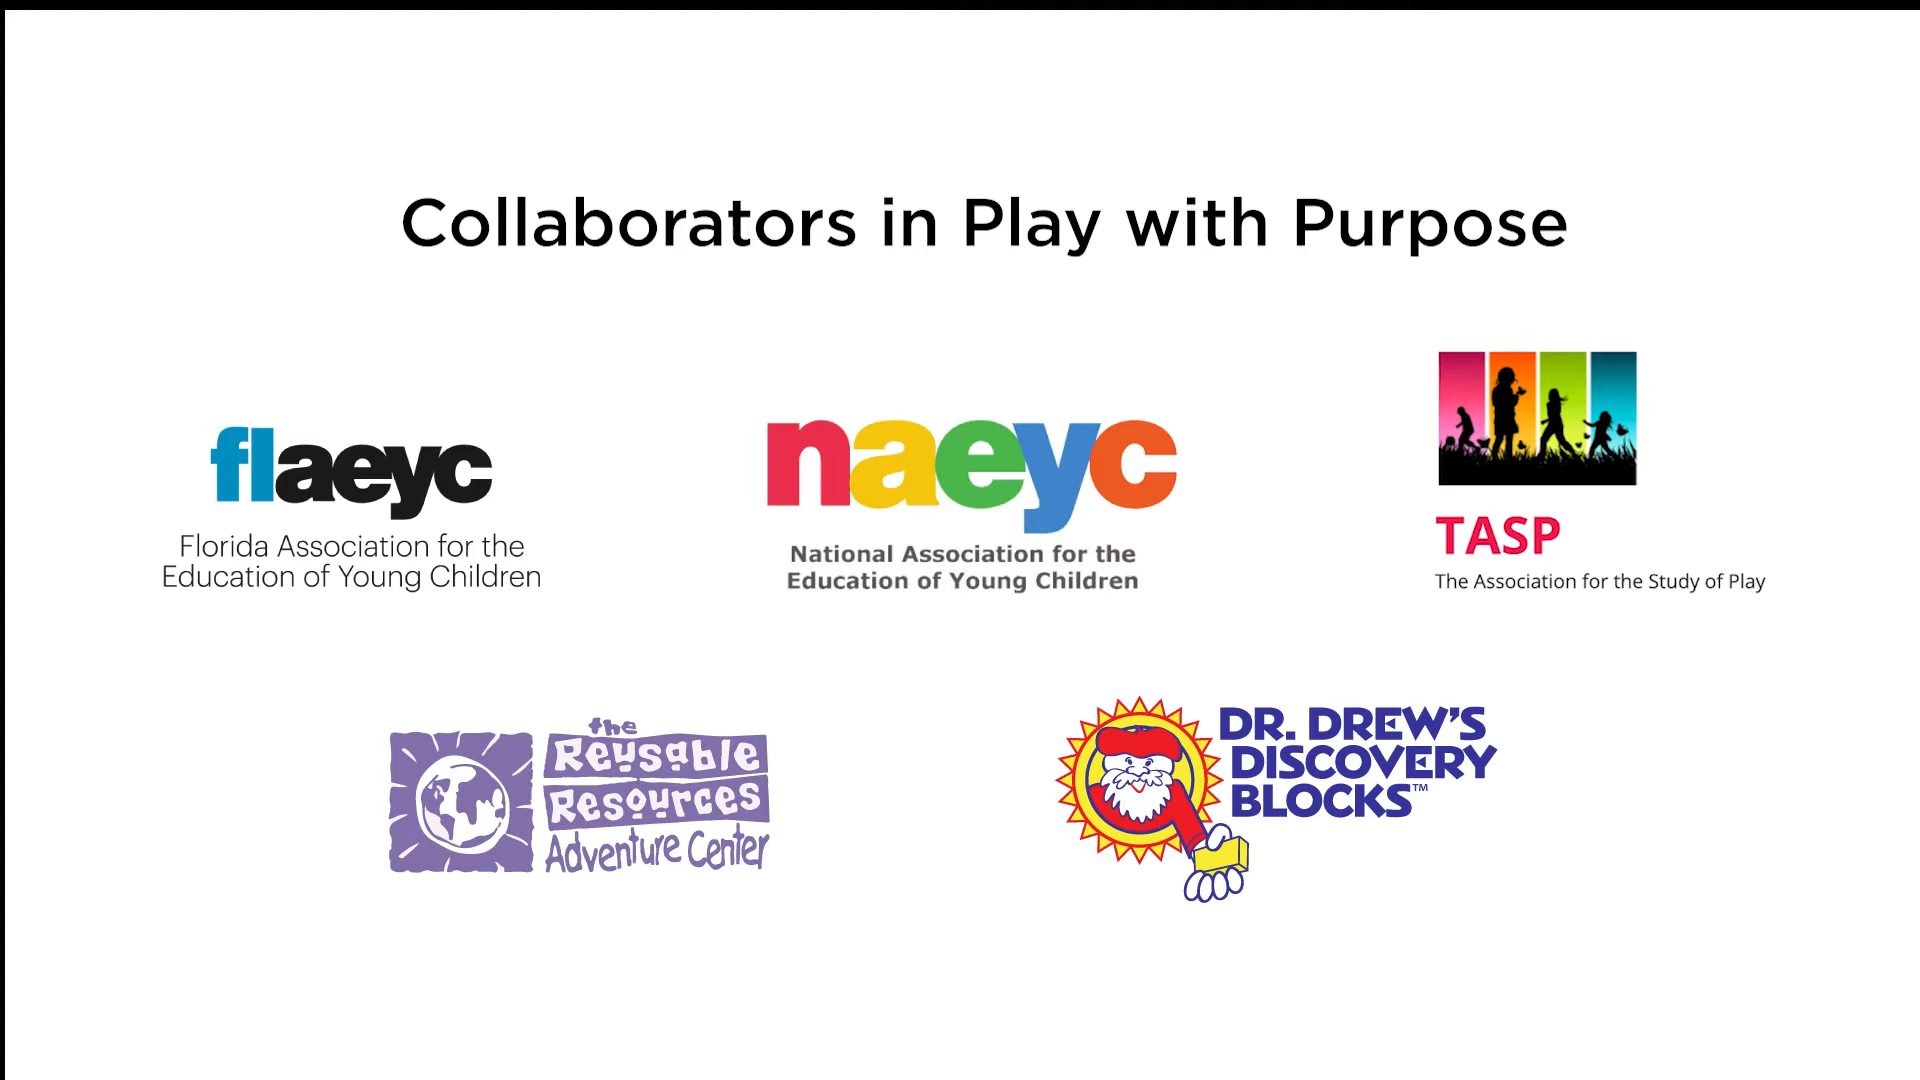 Collaborators in Play with Purpose
flaeyc
Florida Association for the
Education of Young Children
naeyc
National Association for the
Education of Young Children
TASP
The Association for the Study of Play
the
Reusable
Resources
Adventure Center
DR. DREW'S
DISCOVERY
BLOCKS™